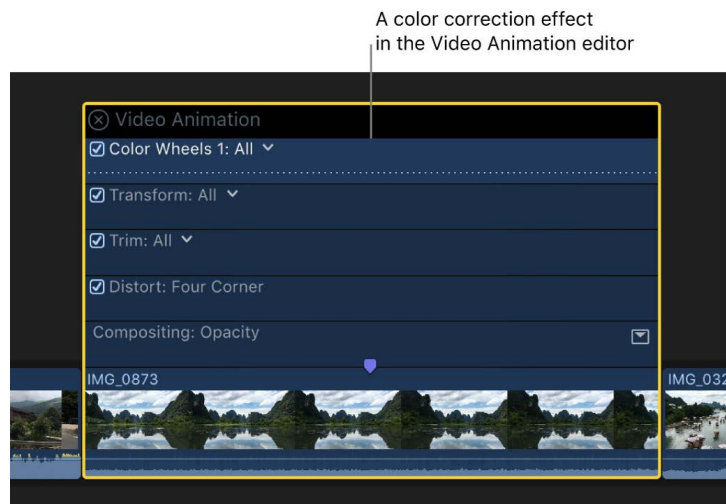 A color correction effect
in the Video Animation editor
Video Animation
Color Wheels 1: All
Transform: All
Trim: All
Distort: Four Corner
Compositing: Opacity
IMG_0873
IMG_032